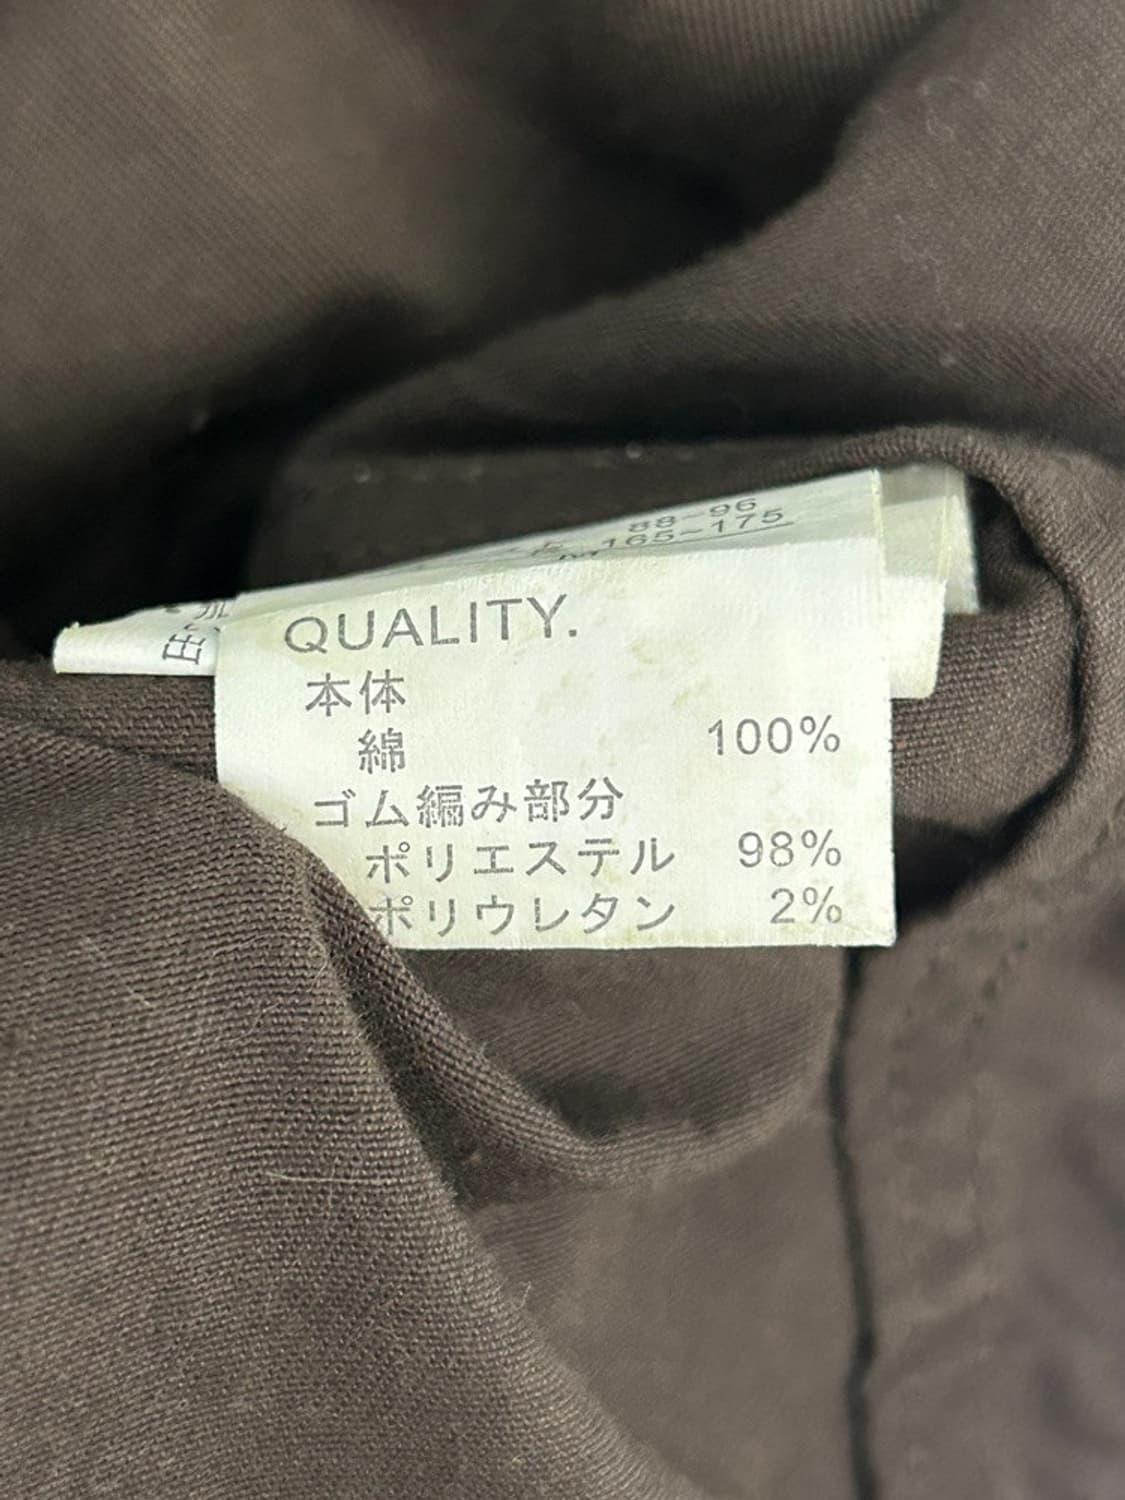 88~96
165~175
QUALITY.
本体
綿 100%
ゴム編み部分
ポリエステル 98%
ポリウレタン 2%